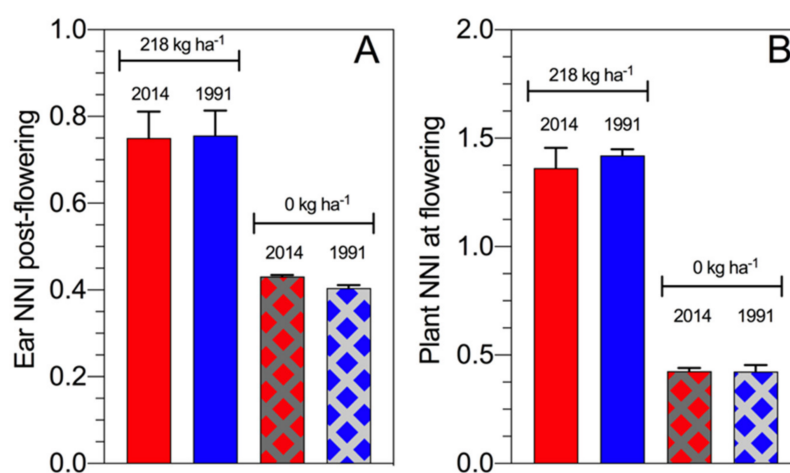 A
Ear NNI post-flowering
1.0
0.8
0.6
0.4
0.2
0.0
218 kg ha⁻¹
2014 1991
0 kg ha⁻¹
2014 1991
B
Plant NNI at flowering
2.0
1.5
1.0
0.5
0.0
218 kg ha⁻¹
2014 1991
0 kg ha⁻¹
2014 1991